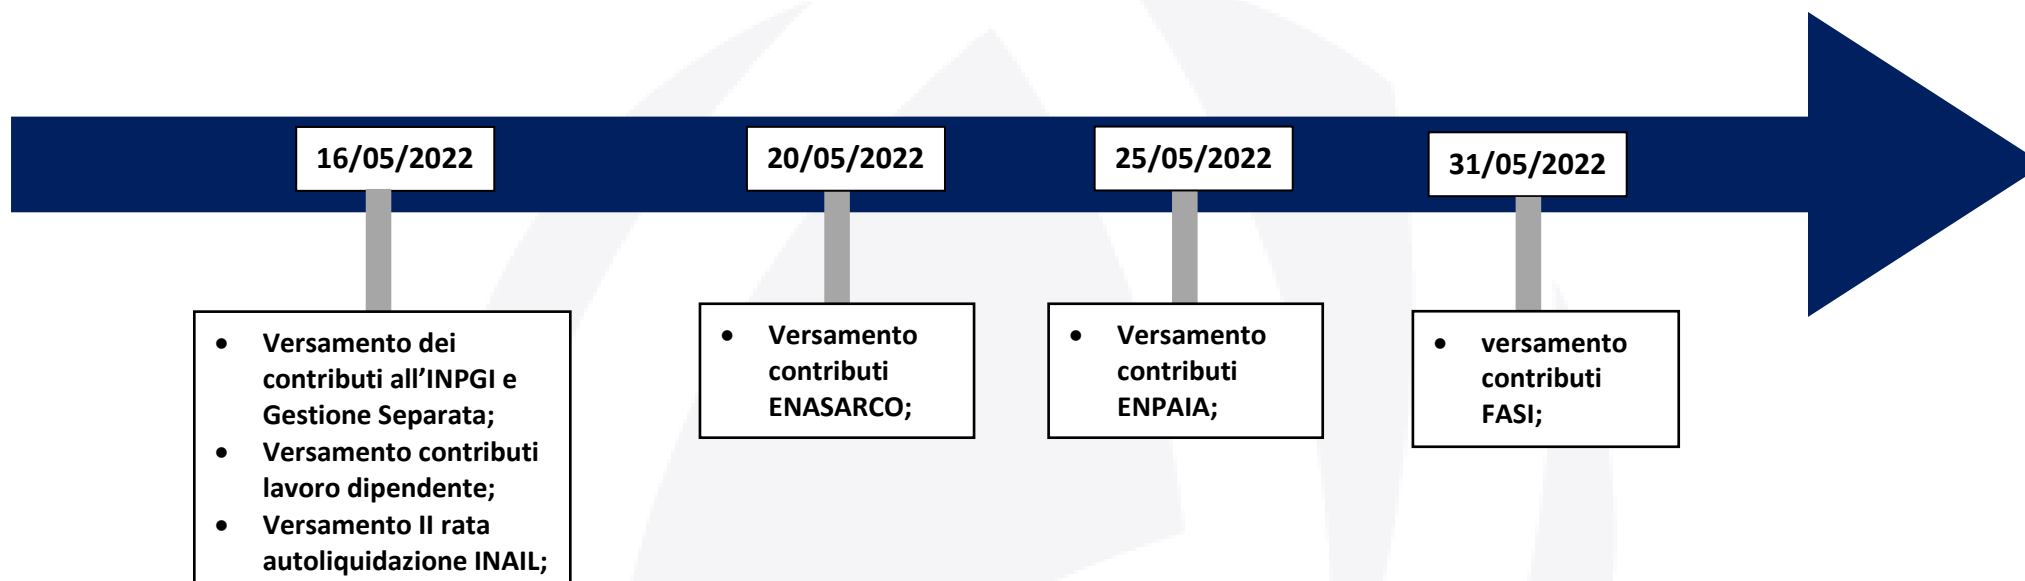 16/05/2022
20/05/2022
25/05/2022
31/05/2022
• Versamento dei
contributi all’INPGI e
Gestione Separata;
• Versamento contributi
lavoro dipendente;
• Versamento II rata
autoliquidazione INAIL;
• Versamento
contributi
ENASARCO;
• Versamento
contributi
ENPAIA;
• versamento
contributi
FASI;